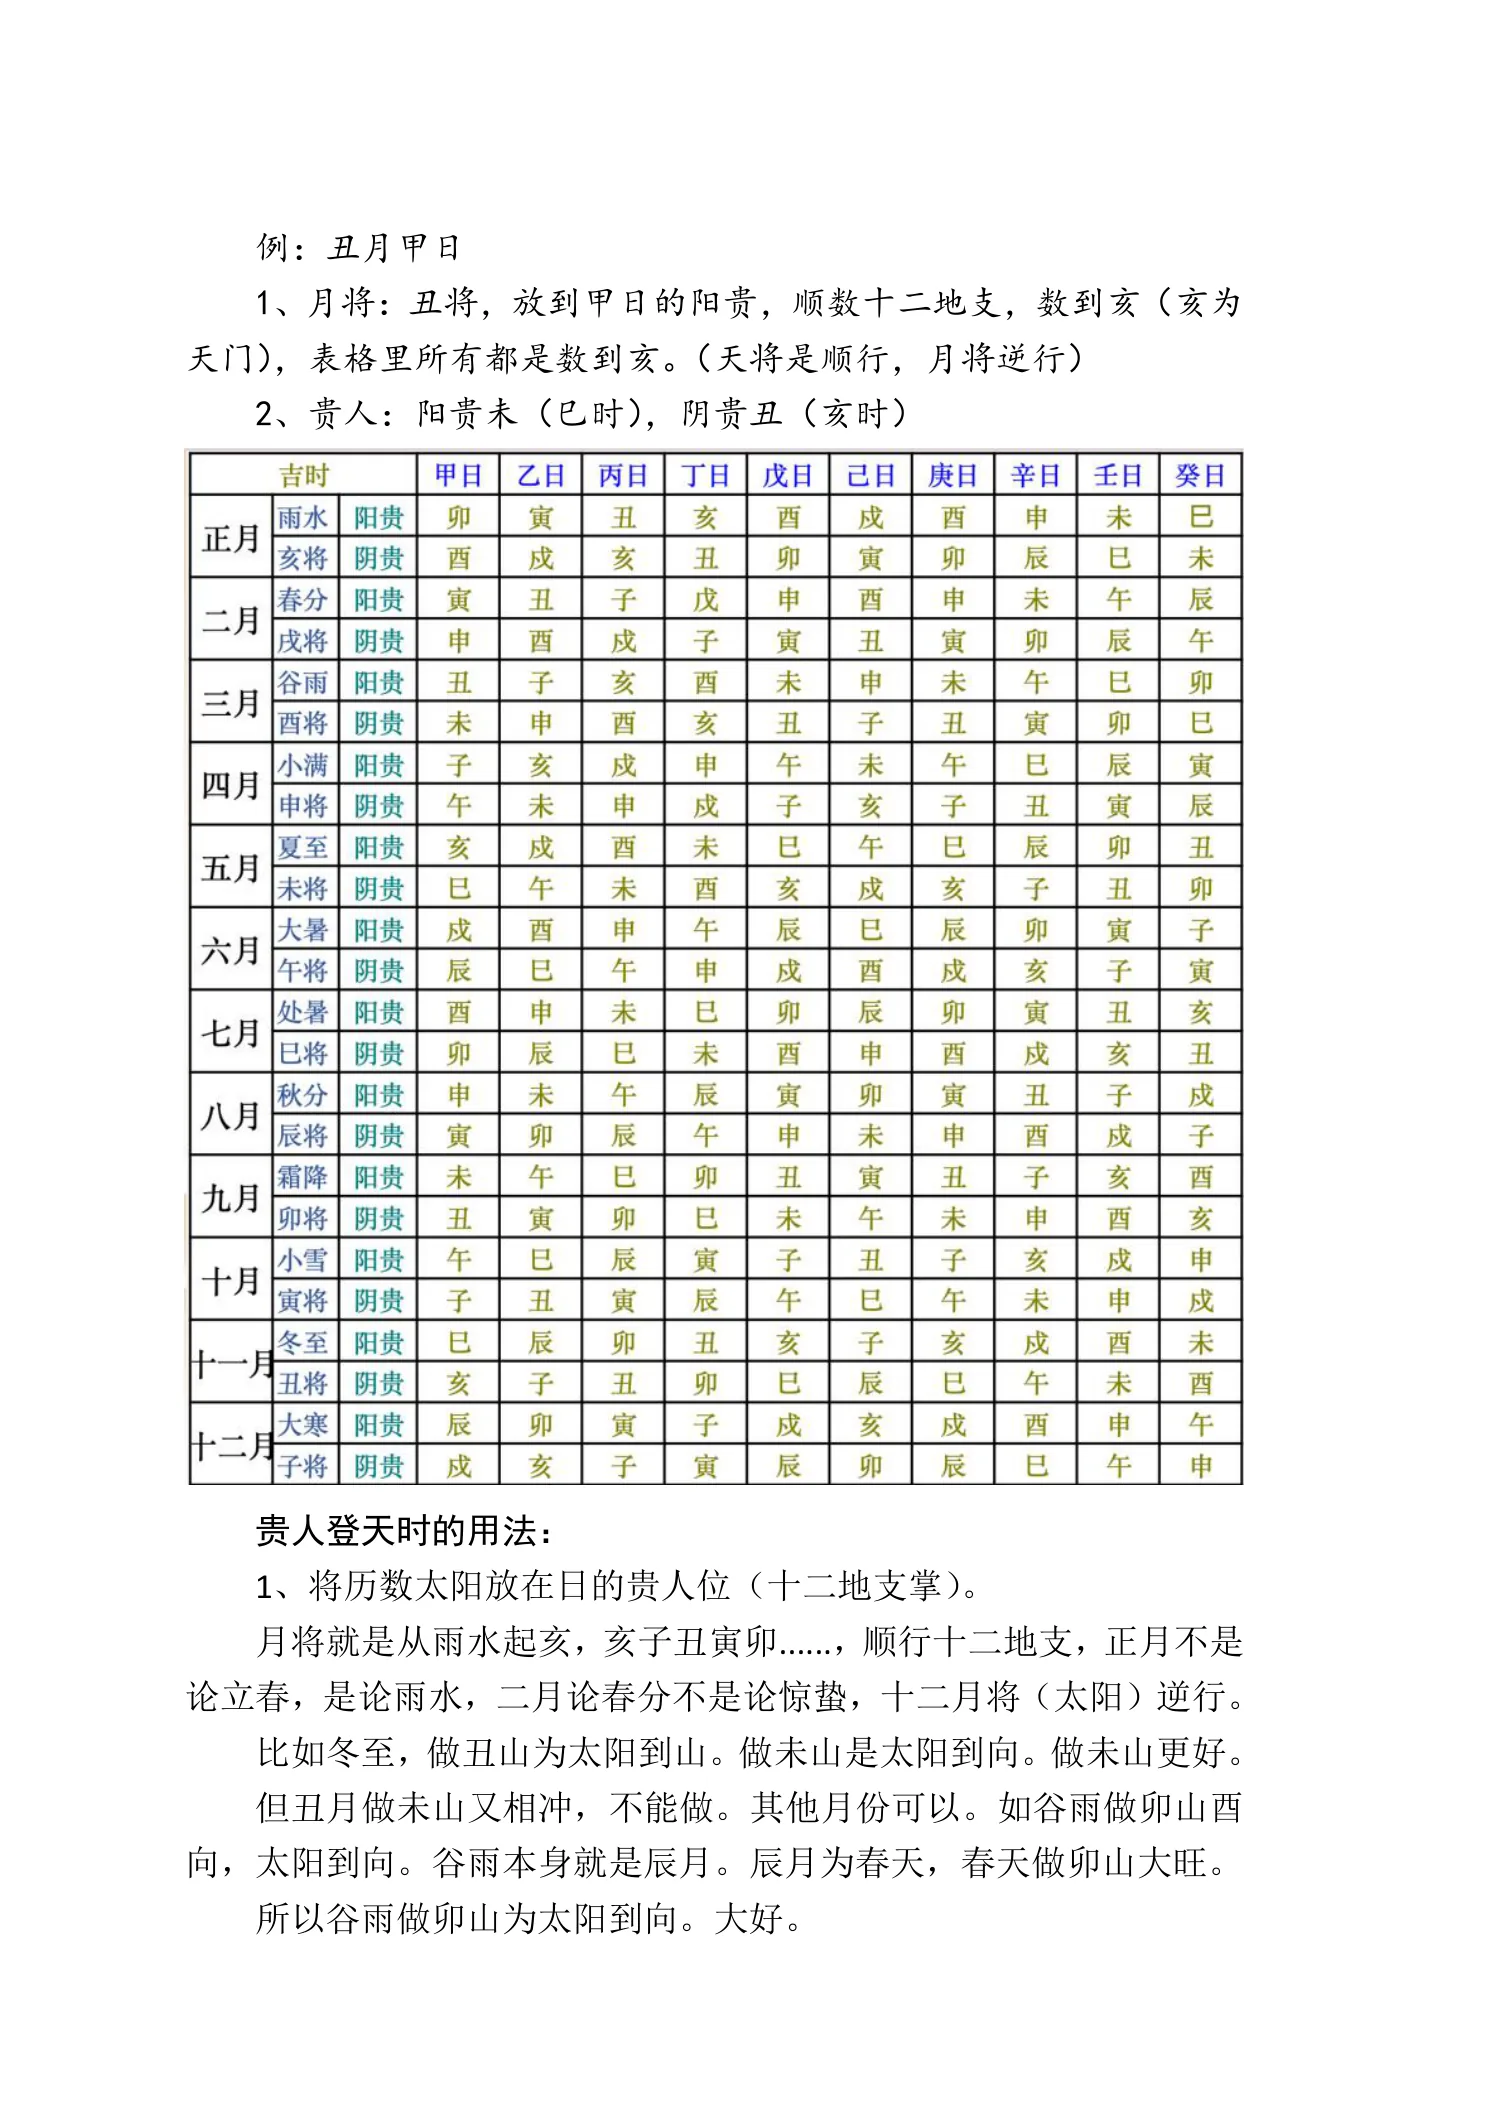 例：丑月甲日
1、月将：丑将，放到甲日的阳贵，顺数十二地支，数到亥（亥为
天门），表格里所有都是数到亥。（天将是顺行，月将逆行）
2、贵人：阳贵未（巳时），阴贵丑（亥时）
吉时 甲日 乙日 丙日 丁日 戊日 己日 庚日 辛日 壬日 癸日
正月 雨水 阳贵 卯 寅 丑 亥 酉 戌 酉 申 未 巳
亥将 阴贵 酉 戌 亥 丑 卯 寅 卯 辰 巳 未
二月 春分 阳贵 寅 丑 子 戌 申 酉 申 未 午 辰
戌将 阴贵 申 酉 戌 子 寅 丑 寅 卯 辰 午
三月 谷雨 阳贵 丑 子 亥 酉 未 申 未 午 巳 卯
酉将 阴贵 未 申 酉 亥 丑 子 丑 寅 卯 巳
四月 小满 阳贵 子 亥 戌 申 午 未 午 巳 辰 寅
申将 阴贵 午 未 申 戌 子 亥 子 丑 寅 辰
五月 夏至 阳贵 亥 戌 酉 未 巳 午 巳 辰 卯 丑
未将 阴贵 巳 午 未 酉 亥 戌 亥 子 丑 卯
六月 大暑 阳贵 戌 酉 申 午 辰 巳 辰 卯 寅 子
午将 阴贵 辰 巳 午 申 戌 酉 戌 亥 子 寅
七月 处暑 阳贵 酉 申 未 巳 卯 辰 卯 寅 丑 亥
巳将 阴贵 卯 辰 巳 未 酉 申 酉 戌 亥 丑
八月 秋分 阳贵 申 未 午 辰 寅 卯 寅 丑 子 戌
辰将 阴贵 寅 卯 辰 午 申 未 申 酉 戌 子
九月 霜降 阳贵 未 午 巳 卯 丑 寅 丑 子 亥 酉
卯将 阴贵 丑 寅 卯 巳 未 午 未 申 酉 亥
十月 小雪 阳贵 午 巳 辰 寅 子 丑 子 亥 戌 申
寅将 阴贵 子 丑 寅 辰 午 巳 午 未 申 戌
十一月 冬至 阳贵 巳 辰 卯 丑 亥 子 亥 戌 酉 未
丑将 阴贵 亥 子 丑 卯 巳 辰 巳 午 未 酉
十二月 大寒 阳贵 辰 卯 寅 子 戌 亥 戌 酉 申 午
子将 阴贵 戌 亥 子 寅 辰 卯 辰 巳 午 申
贵人登天时的用法：
1、将历数太阳放在日的贵人位（十二地支掌）。
月将就是从雨水起亥，亥子丑寅卯......，顺行十二地支，正月不是
论立春，是论雨水，二月论春分不是论惊蛰，十二月将（太阳）逆行。
比如冬至，做丑山为太阳到山。做未山是太阳到向。做未山更好。
但丑月做未山又相冲，不能做。其他月份可以。如谷雨做卯山酉
向，太阳到向。谷雨本身就是辰月。辰月为春天，春天做卯山大旺。
所以谷雨做卯山为太阳到向。大好。